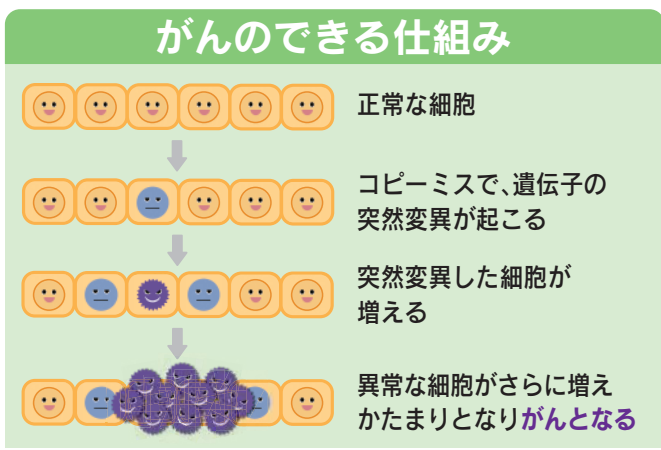 がんのできる仕組み
正常な細胞
コピーミスで、遺伝子の
突然変異が起こる
突然変異した細胞が
増える
異常な細胞がさらに増え
かたまりとなりがんとなる